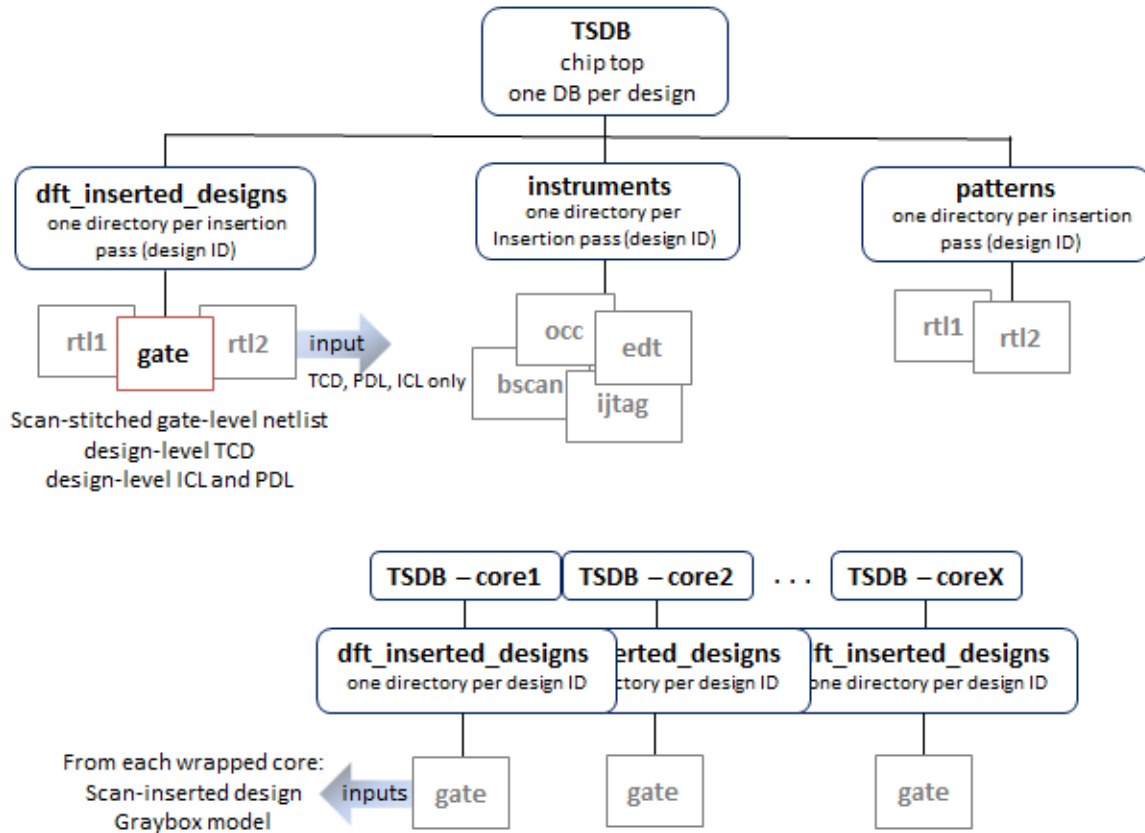 TSDB
chip top
one DB per design
dft_inserted_designs
one directory per insertion
pass (design ID)
instruments
one directory per
Insertion pass (design ID)
patterns
one directory per insertion
pass (design ID)
rtl1
gate
rtl2
input
TCD, PDL, ICL only
occ
edt
bscan
ijtag
rtl1
rtl2
Scan-stitched gate-level netlist
design-level TCD
design-level ICL and PDL
TSDB – core1
TSDB – core2
. . .
TSDB – coreX
dft_inserted_designs
one directory per design ID
erted_designs
ctory per design ID
ft_inserted_designs
one directory per design ID
From each wrapped core:
Scan-inserted design
Graybox model
inputs
gate
gate
gate